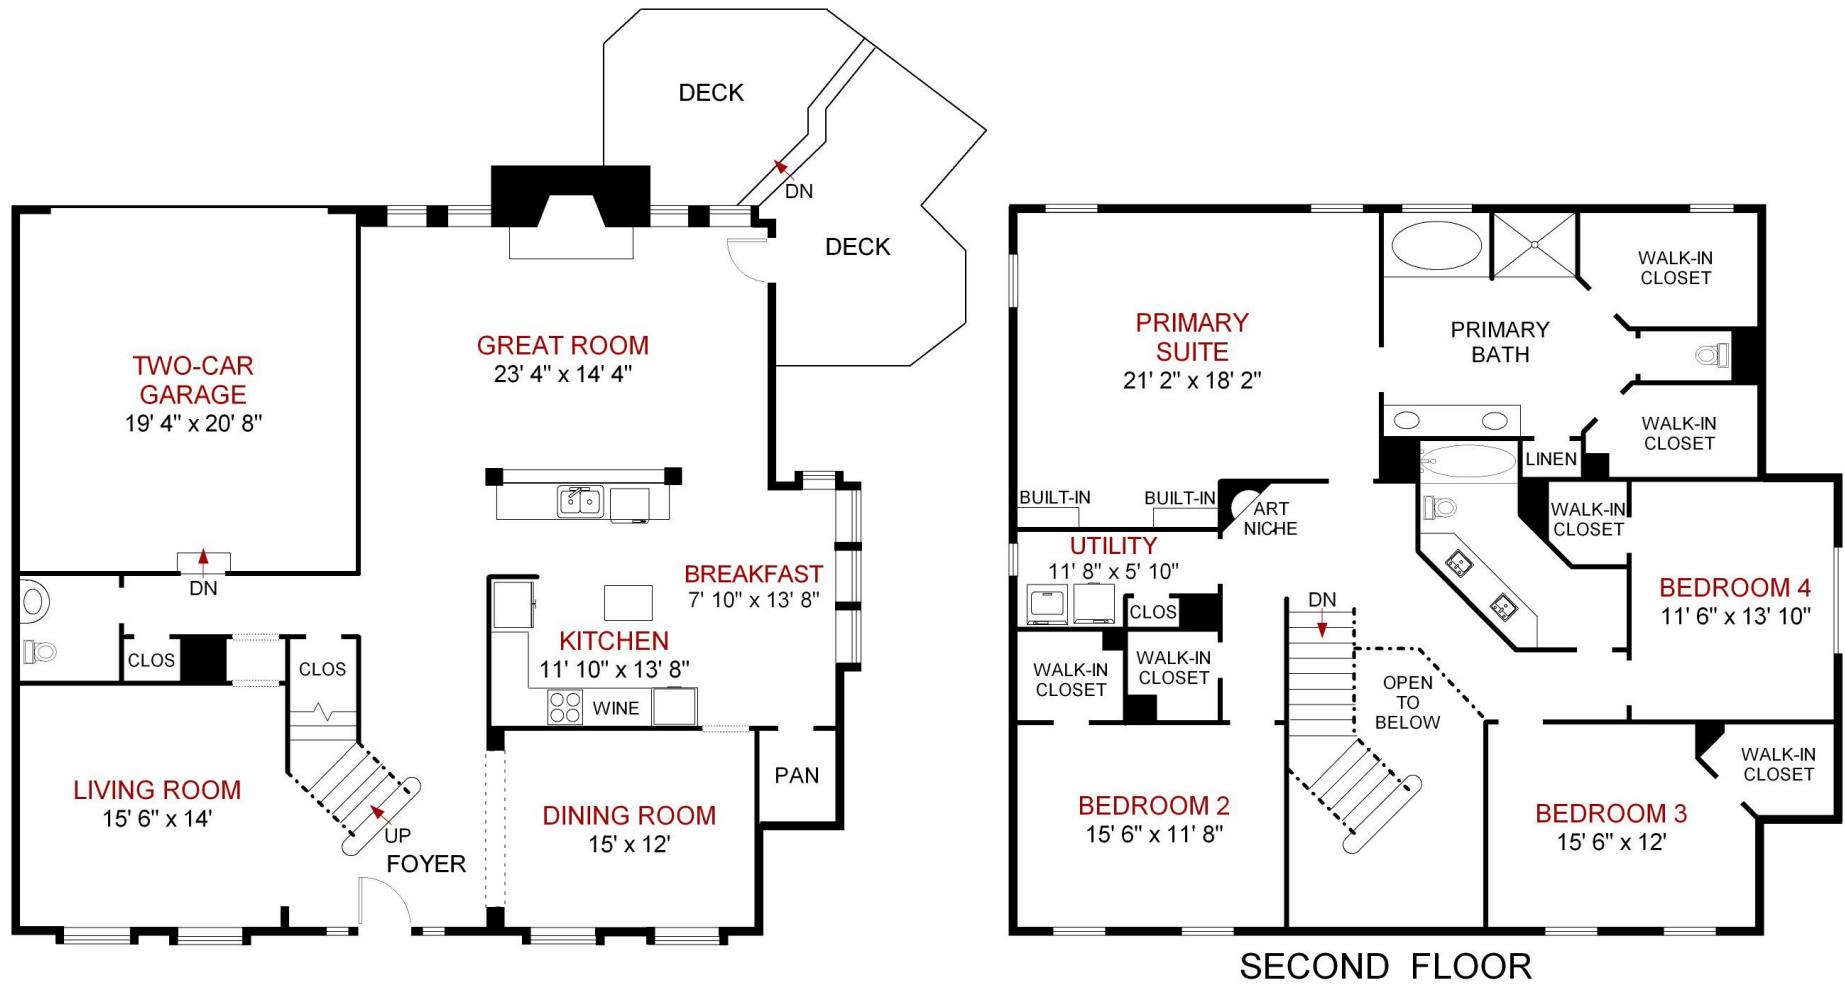 DECK
DN
DECK
GREAT ROOM
23' 4" x 14' 4"
TWO-CAR
GARAGE
19' 4" x 20' 8"
DN
BREAKFAST
7' 10" x 13' 8"
KITCHEN
11' 10" x 13' 8"
WINE
CLOS
CLOS
LIVING ROOM
15' 6" x 14'
UP
FOYER
DINING ROOM
15' x 12'
PAN
PRIMARY
SUITE
21' 2" x 18' 2"
PRIMARY
BATH
WALK-IN
CLOSET
WALK-IN
CLOSET
LINEN
BUILT-IN
BUILT-IN
ART
NICHE
WALK-IN
CLOSET
UTILITY
11' 8" x 5' 10"
CLOS
DN
BEDROOM 4
11' 6" x 13' 10"
WALK-IN
CLOSET
WALK-IN
CLOSET
OPEN
TO
BELOW
WALK-IN
CLOSET
BEDROOM 2
15' 6" x 11' 8"
BEDROOM 3
15' 6" x 12'
SECOND FLOOR